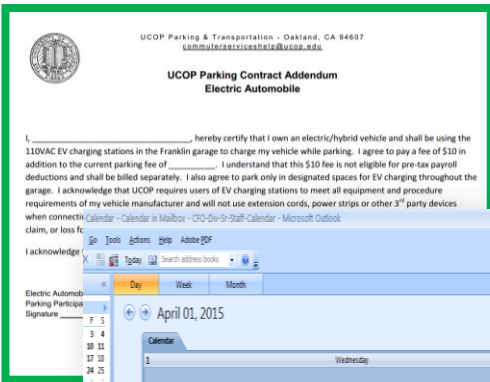 UCOP Parking & Transportation - Oakland, CA 94607
commuterserviceshelp@ucop.edu
UCOP Parking Contract Addendum
Electric Automobile
I, ______________________________, hereby certify that I own an electric/hybrid vehicle and shall be using the
110VAC EV charging stations in the Franklin garage to charge my vehicle while parking. I agree to pay a fee of $10 in
addition to the current parking fee of _________. I understand that this $10 fee is not eligible for pre-tax payroll
deductions and shall be billed separately. I also agree to park only in designated spaces for EV charging throughout the
garage. I acknowledge that UCOP requires users of EV charging stations to meet all equipment and procedure
requirements of my vehicle manufacturer and will not use extension cords, power strips or other 3rd party devices
when connecti
claim, or loss fo
I acknowledge
Electric Automob
Parking Participa
Signature
Calendar - Calendar in Mailbox - CFO-Div-Sr-Staff-Calendar - Microsoft Outlook
Go Tools Actions Help Adobe PDF
Today Search address books
« Day Week Month
April 01, 2015
F S
3 4
10 11
17 18
24 25
Calendar
1 Wednesday